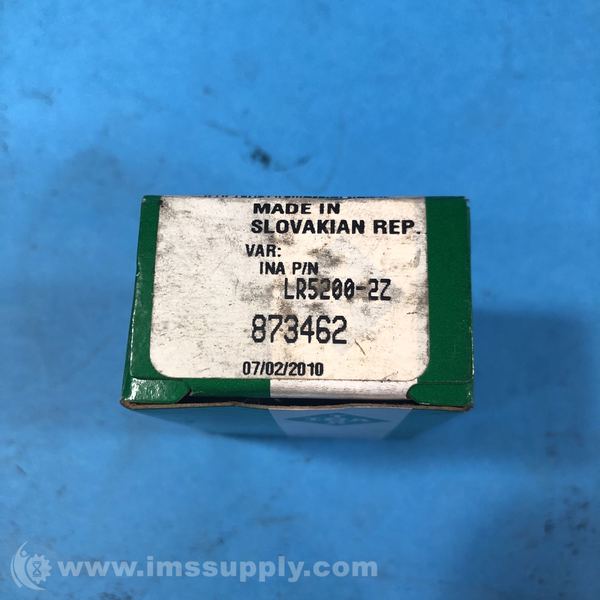 MADE IN
SLOVAKIAN REP.
VAR:
INA P/N
LR5200-2Z
873462
07/02/2010
www.imssupply.com